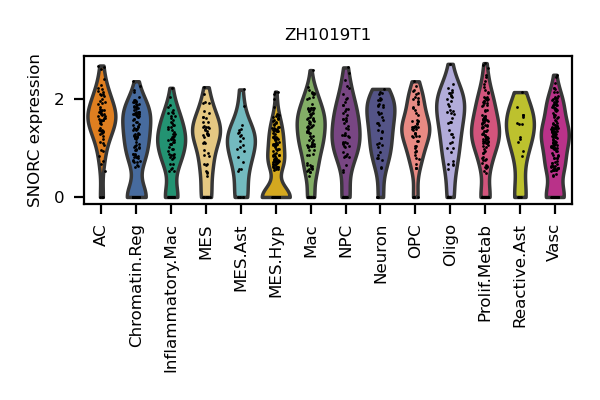 ZH1019T1
SNORC expression
2
0
AC
Chromatin.Reg
Inflammatory.Mac
MES
MES.Ast
MES.Hyp
Mac
NPC
Neuron
OPC
Oligo
Prolif.Metab
Reactive.Ast
Vasc